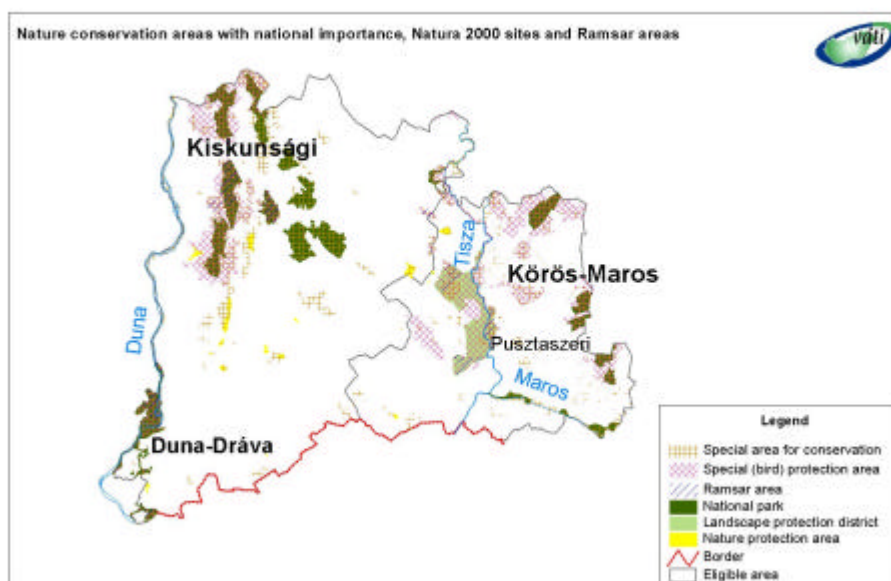 Nature conservation areas with national importance, Natura 2000 sites and Ramsar areas
váti
Kiskunsági
Tisza
Körös-Maros
Duna
Pusztaszeri
Maros
Duna-Dráva
Legend
Special area for conservation
Special (bird) protection area
Ramsar area
National park
Landscape protection district
Nature protection area
Border
Eligible area